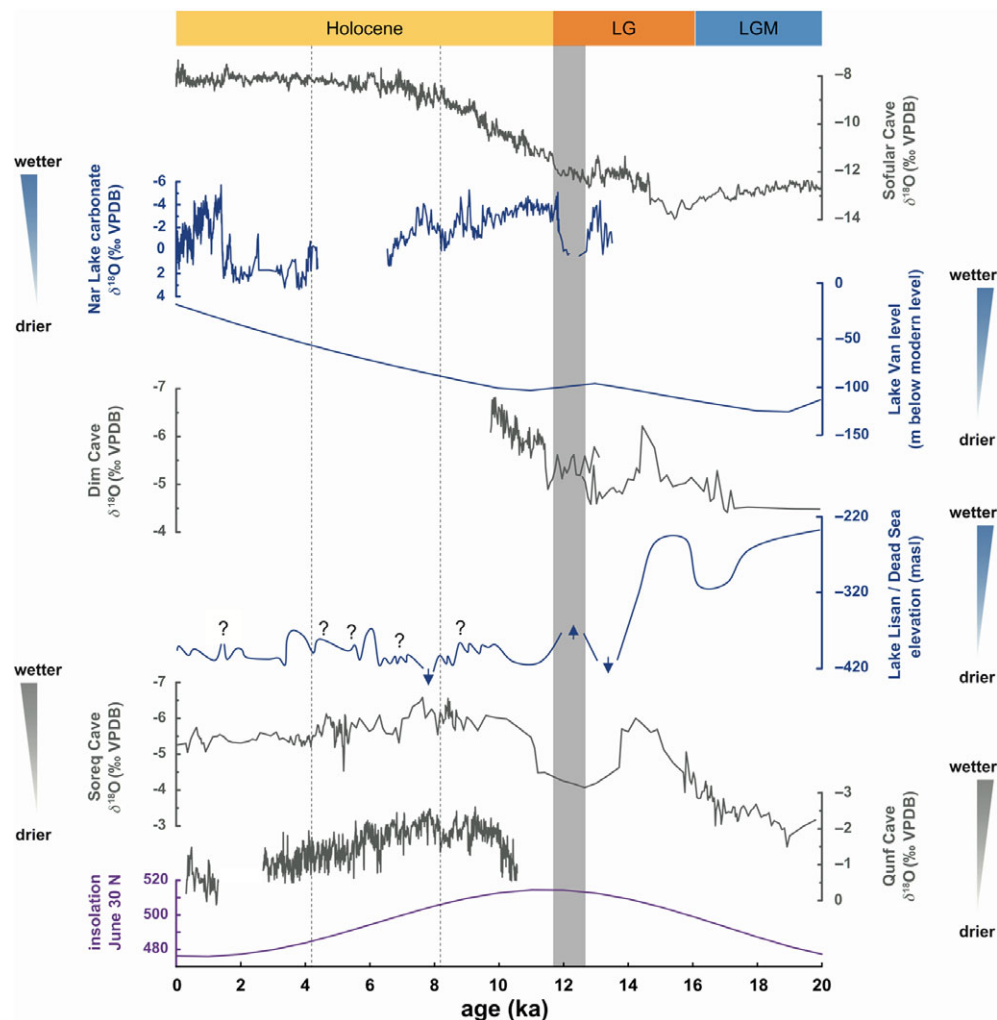 Holocene
LG
LGM
–8
–10
–12
–14
Sofular Cave
δ¹⁸O (‰ VPDB)
wetter
drier
Nar Lake carbonate
δ¹⁸O (‰ VPDB)
-6
-4
-2
0
2
4
0
–50
–100
–150
Lake Van level
(m below modern level)
wetter
drier
Dim Cave
δ¹⁸O (‰ VPDB)
-7
-6
-5
-4
–220
–320
–420
Lake Lisan / Dead Sea
elevation (masl)
wetter
drier
? ? ? ? ?
wetter
drier
Soreq Cave
δ¹⁸O (‰ VPDB)
-7
-6
-5
-4
-3
–3
–2
–1
0
Qunf Cave
δ¹⁸O (‰ VPDB)
wetter
drier
insolation
June 30 N
520
500
480
0 2 4 6 8 10 12 14 16 18 20
age (ka)